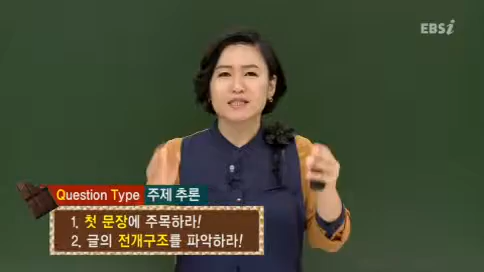 EBSi
Question Type 주제 추론
1. 첫 문장에 주목하라!
2. 글의 전개구조를 파악하라!